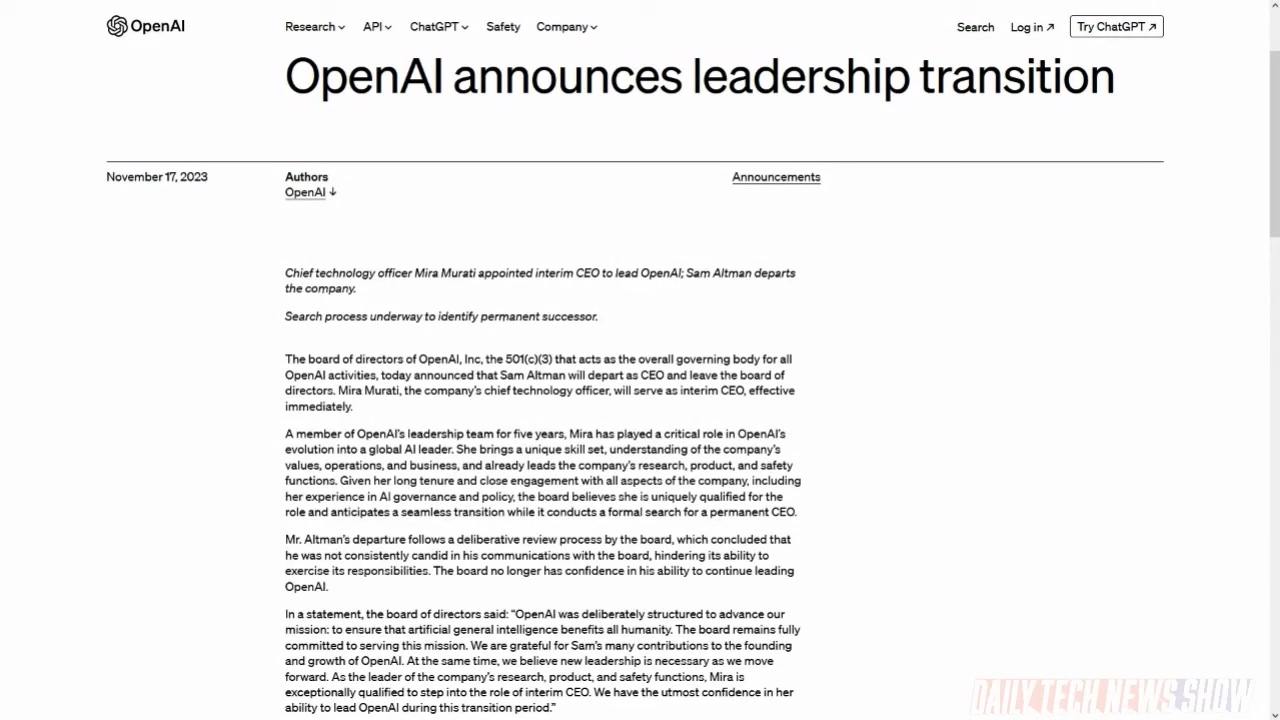 OpenAI
Research API ChatGPT Safety Company
Search Log in ↗ Try ChatGPT ↗
OpenAI announces leadership transition
November 17, 2023
Authors
OpenAI ↓
Announcements
Chief technology officer Mira Murati appointed interim CEO to lead OpenAI; Sam Altman departs
the company.
Search process underway to identify permanent successor.
The board of directors of OpenAI, Inc, the 501(c)(3) that acts as the overall governing body for all
OpenAI activities, today announced that Sam Altman will depart as CEO and leave the board of
directors. Mira Murati, the company’s chief technology officer, will serve as interim CEO, effective
immediately.
A member of OpenAI’s leadership team for five years, Mira has played a critical role in OpenAI’s
evolution into a global AI leader. She brings a unique skill set, understanding of the company’s
values, operations, and business, and already leads the company’s research, product, and safety
functions. Given her long tenure and close engagement with all aspects of the company, including
her experience in AI governance and policy, the board believes she is uniquely qualified for the
role and anticipates a seamless transition while it conducts a formal search for a permanent CEO.
Mr. Altman’s departure follows a deliberative review process by the board, which concluded that
he was not consistently candid in his communications with the board, hindering its ability to
exercise its responsibilities. The board no longer has confidence in his ability to continue leading
OpenAI.
In a statement, the board of directors said: “OpenAI was deliberately structured to advance our
mission: to ensure that artificial general intelligence benefits all humanity. The board remains fully
committed to serving this mission. We are grateful for Sam’s many contributions to the founding
and growth of OpenAI. At the same time, we believe new leadership is necessary as we move
forward. As the leader of the company’s research, product, and safety functions, Mira is
exceptionally qualified to step into the role of interim CEO. We have the utmost confidence in her
ability to lead OpenAI during this transition period.”
DAILY TECH NEWS SHOW